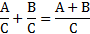 A/C + B/C = (A + B)/C